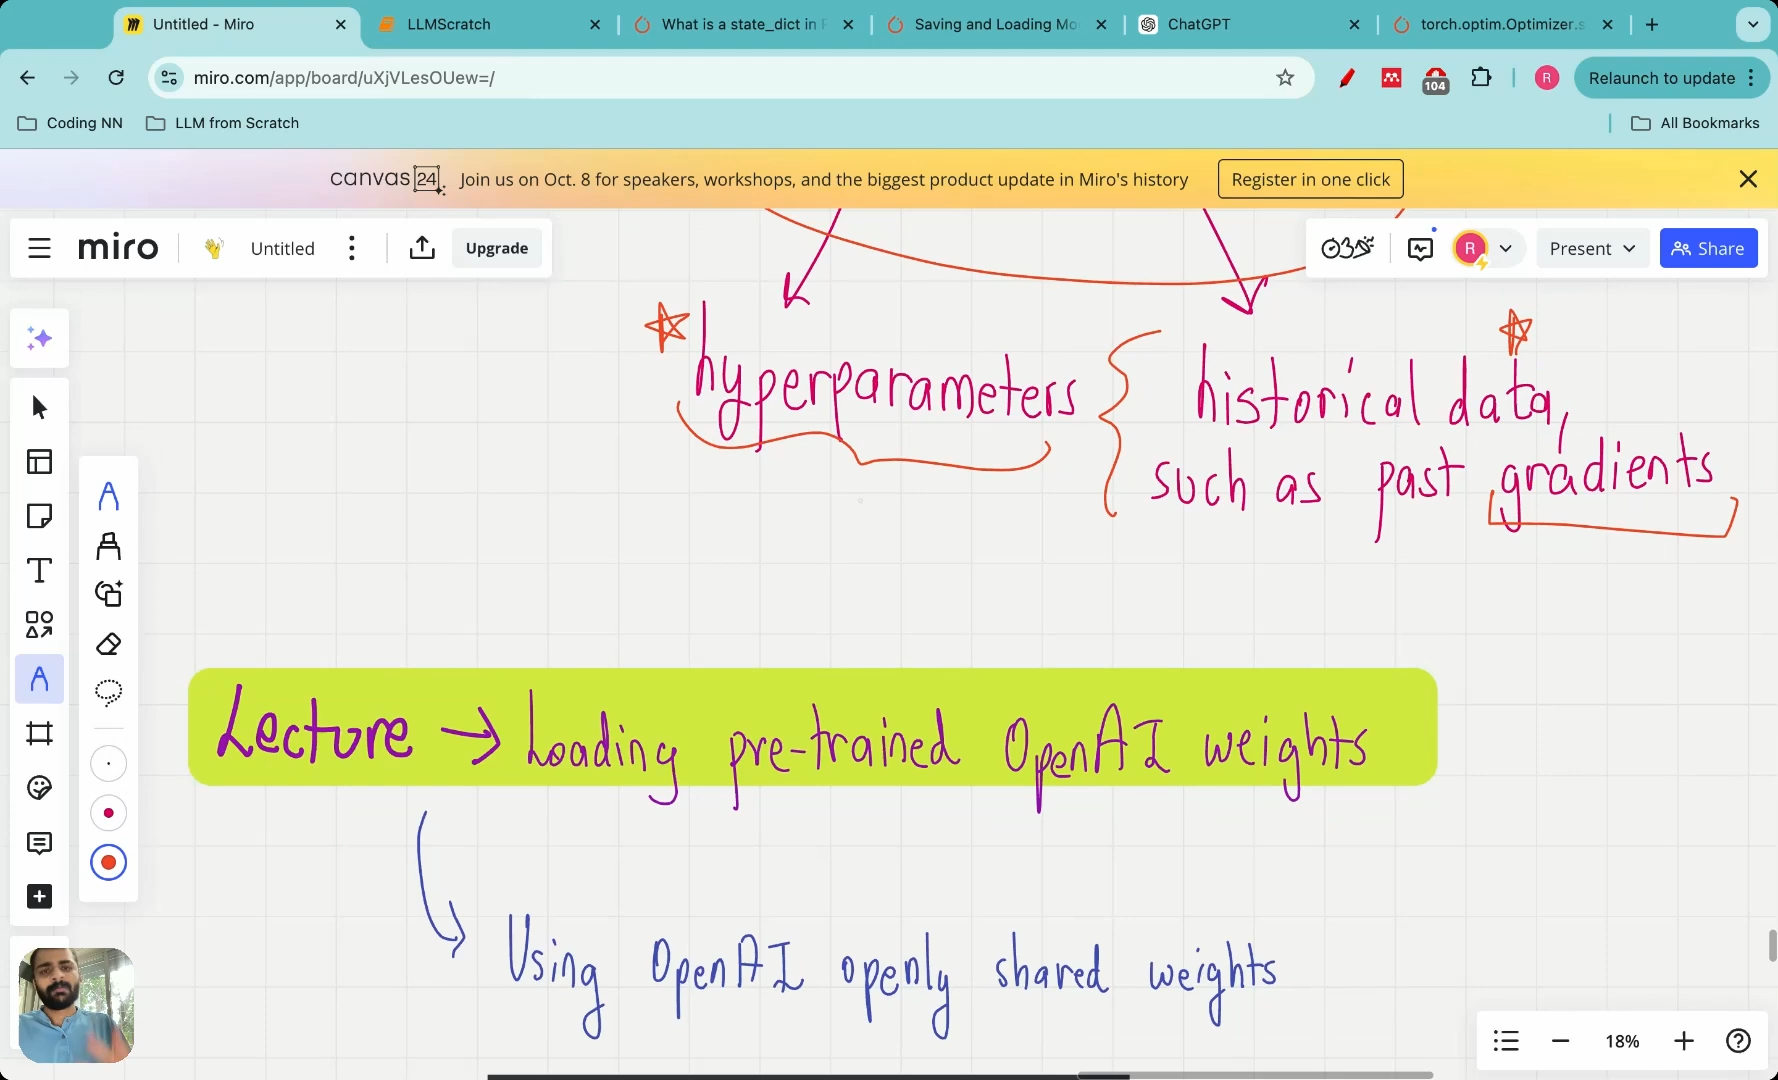 Untitled - Miro
LLMScratch
What is a state_dict in
Saving and Loading Mo
ChatGPT
torch.optim.Optimizer.s
miro.com/app/board/uXjVLesOUew=/
104
R
Relaunch to update
Coding NN
LLM from Scratch
All Bookmarks
canvas 24
Join us on Oct. 8 for speakers, workshops, and the biggest product update in Miro's history
Register in one click
miro
Untitled
Upgrade
R
Present
Share
hyperparameters
historical data,
such as past gradients
Lecture → Loading pre-trained OpenAI weights
Using OpenAI openly shared weights
18%